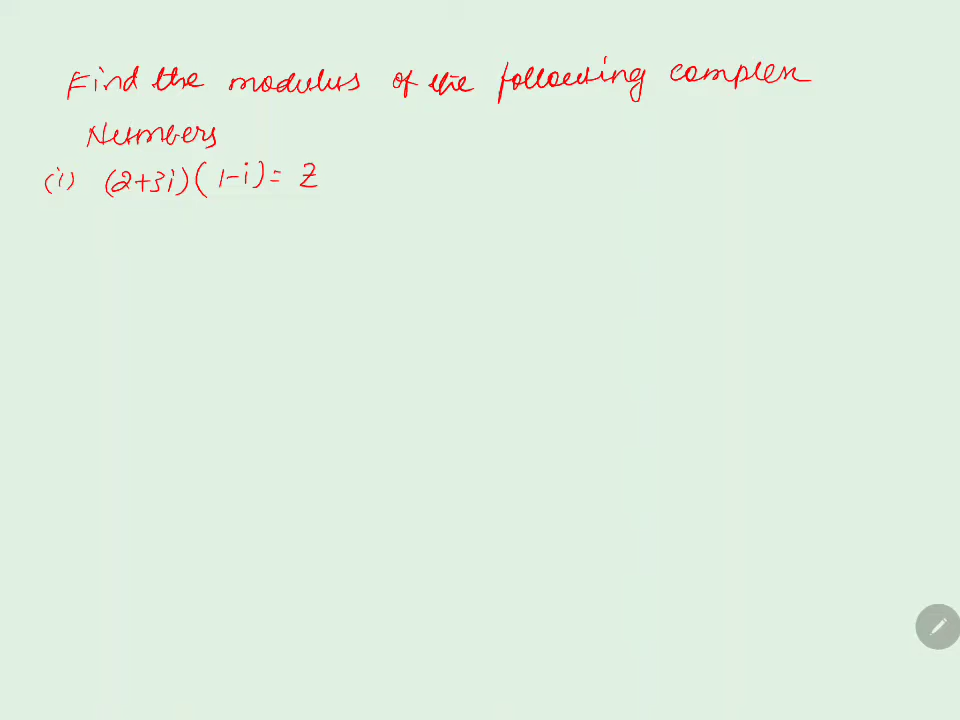 Find the modulus of the following complex
Numbers
(i) (2+3i)(1-i)= Z